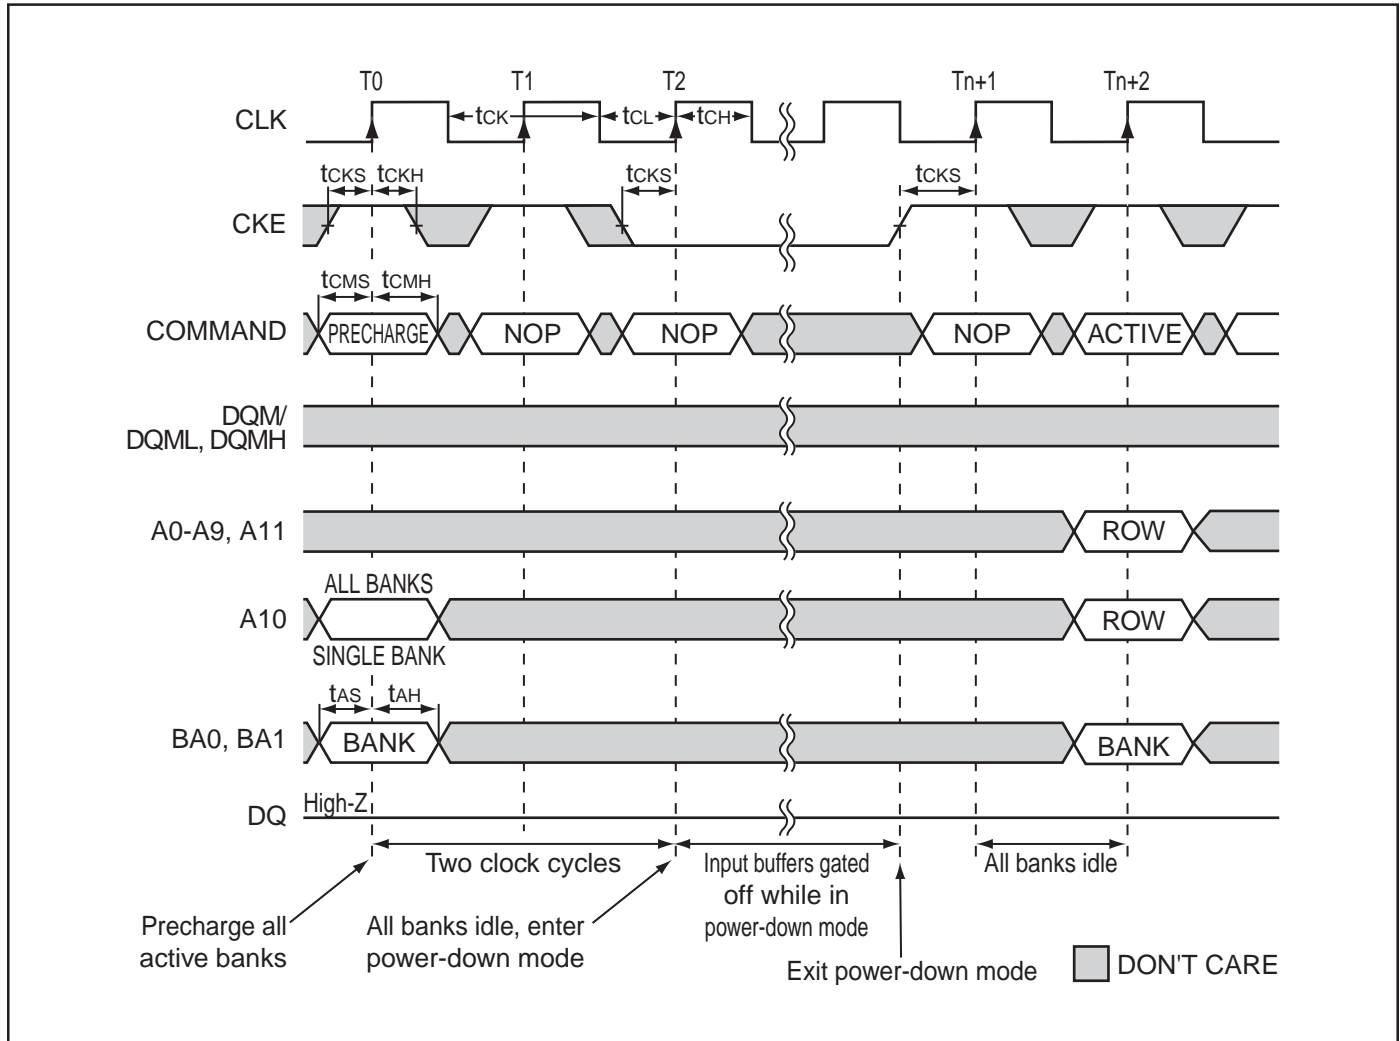 T0 T1 T2 Tn+1 Tn+2
CLK tCK tCL tCH
tCKS tCKH tCKS tCKS
CKE
tCMS tCMH
COMMAND PRECHARGE NOP NOP NOP ACTIVE
DQM/
DQML, DQMH
A0-A9, A11 ROW
ALL BANKS
A10 ROW
SINGLE BANK
tAS tAH
BA0, BA1 BANK BANK
High-Z
DQ
Two clock cycles
Input buffers gated
off while in
power-down mode
All banks idle
Precharge all
active banks
All banks idle, enter
power-down mode
Exit power-down mode
DON'T CARE